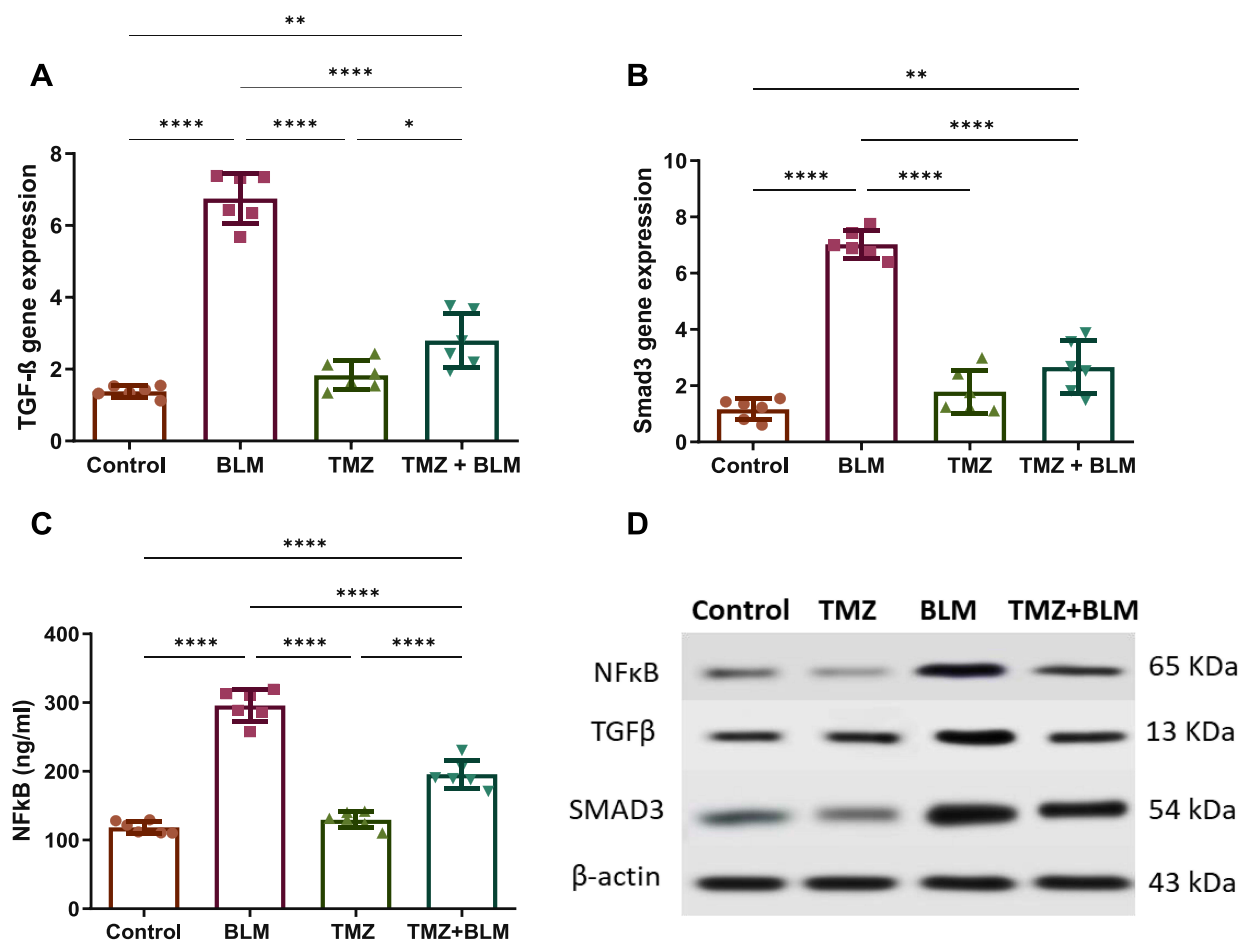 **
A
****
**** **** *
TGF-ß gene expression
8
6
4
2
0
Control BLM TMZ TMZ + BLM
B
**
****
**** ****
Smad3 gene expression
10
8
6
4
2
0
Control BLM TMZ TMZ + BLM
C
****
****
**** **** ****
NFkB (ng/ml)
400
300
200
100
0
Control BLM TMZ TMZ+BLM
D
Control TMZ BLM TMZ+BLM
NFκB 65 KDa
TGFβ 13 KDa
SMAD3 54 kDa
β-actin 43 kDa